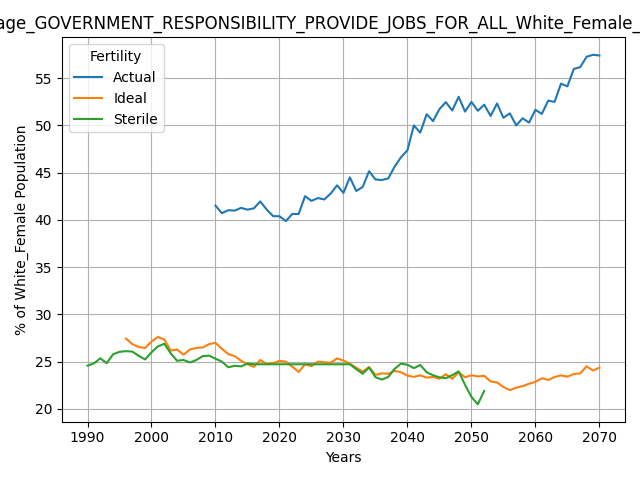 age_GOVERNMENT_RESPONSIBILITY_PROVIDE_JOBS_FOR_ALL_White_Female_
Fertility
Actual
Ideal
Sterile
% of White_Female Population
55
50
45
40
35
30
25
20
1990 2000 2010 2020 2030 2040 2050 2060 2070
Years